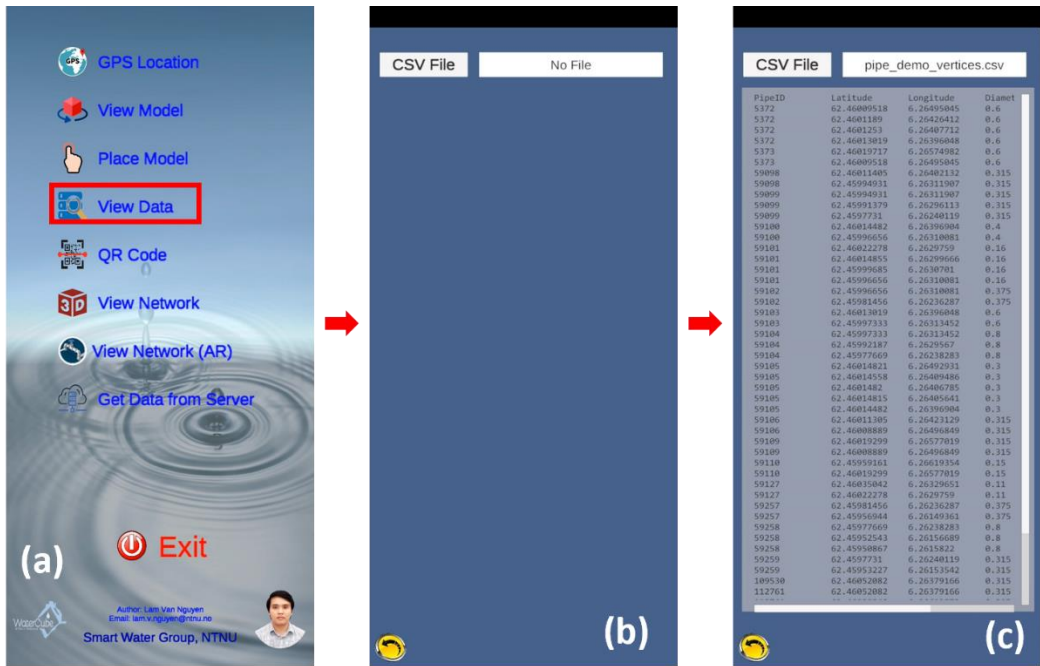 GPS
GPS Location
View Model
Place Model
View Data
QR Code
3D View Network
View Network (AR)
Get Data from Server
Exit
(a)
Author: Lam Van Nguyen
Email: lam.v.nguyen@ntnu.no
WaterCube
Smart Water Group, NTNU
CSV File No File
(b)
CSV File pipe_demo_vertices.csv
PipeID Latitude Longitude Diamet
5372 62.46009518 6.26495045 0.6
5372 62.4601189 6.26426412 0.6
5372 62.4601253 6.26407712 0.6
5372 62.46013019 6.26396048 0.6
5373 62.46019717 6.26574982 0.6
5373 62.46009518 6.26495045 0.6
59098 62.46011405 6.26402132 0.315
59098 62.45994931 6.26311907 0.315
59099 62.45994931 6.26311907 0.315
59099 62.45991379 6.26296113 0.315
59099 62.4597731 6.26240119 0.315
59100 62.46014482 6.26396904 0.4
59100 62.45996656 6.26310081 0.4
59101 62.46022278 6.2629759 0.16
59101 62.46014855 6.26299666 0.16
59101 62.45999685 6.2630701 0.16
59101 62.45996656 6.26310081 0.16
59102 62.45996656 6.26310081 0.375
59102 62.45981456 6.26236287 0.375
59103 62.46013019 6.26396048 0.6
59103 62.45997333 6.26313452 0.6
59104 62.45997333 6.26313452 0.8
59104 62.45992187 6.2629567 0.8
59104 62.45977669 6.26238283 0.8
59105 62.46014821 6.26492931 0.3
59105 62.46014558 6.26409486 0.3
59105 62.4601482 6.26406785 0.3
59105 62.46014815 6.26405641 0.3
59105 62.46014482 6.26396904 0.3
59106 62.46011305 6.26423129 0.315
59106 62.46008889 6.26496849 0.315
59109 62.46019299 6.26577019 0.315
59109 62.46008889 6.26496849 0.315
59110 62.45959161 6.26619354 0.15
59110 62.46019299 6.26577019 0.15
59127 62.46035042 6.26329651 0.11
59127 62.46022278 6.2629759 0.11
59257 62.45981456 6.26236287 0.375
59257 62.45956944 6.26149361 0.375
59258 62.45977669 6.26238283 0.8
59258 62.45952543 6.26156689 0.8
59258 62.45950867 6.2615822 0.8
59259 62.4597731 6.26240119 0.315
59259 62.45953227 6.26153542 0.315
109530 62.46052082 6.26379166 0.315
112761 62.46052082 6.26379166 0.315
(c)